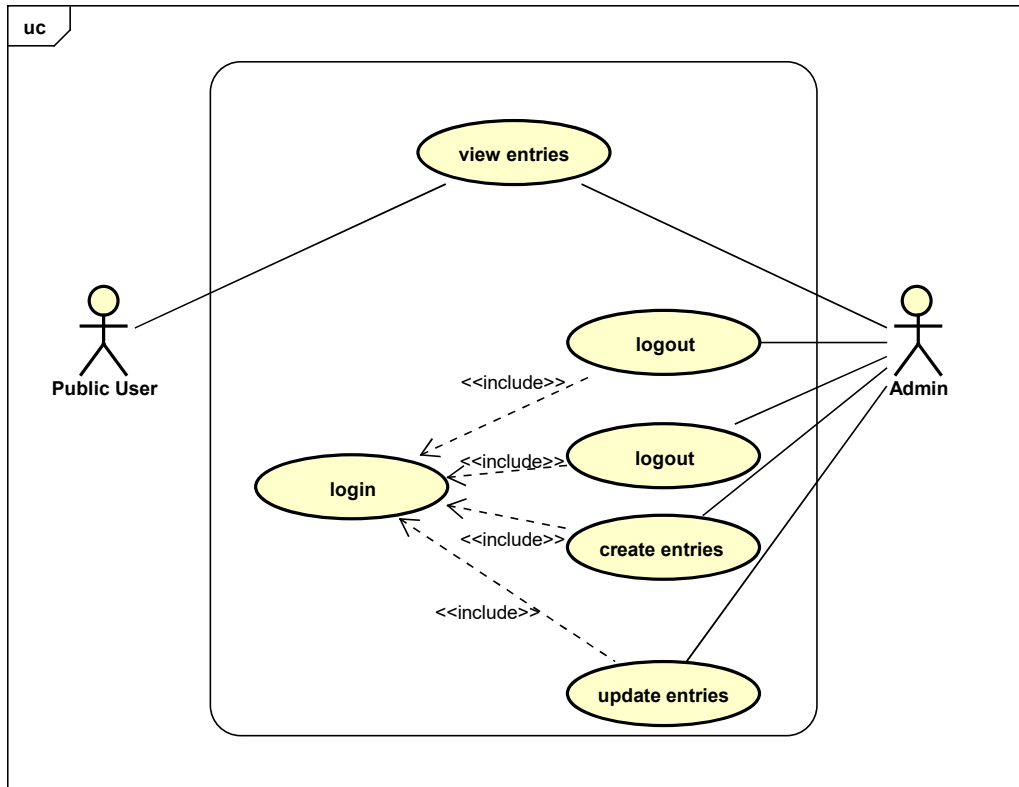 uc
view entries
logout
<<include>>
Public User
Admin
logout
<<include>>
login
<<include>>
create entries
<<include>>
update entries